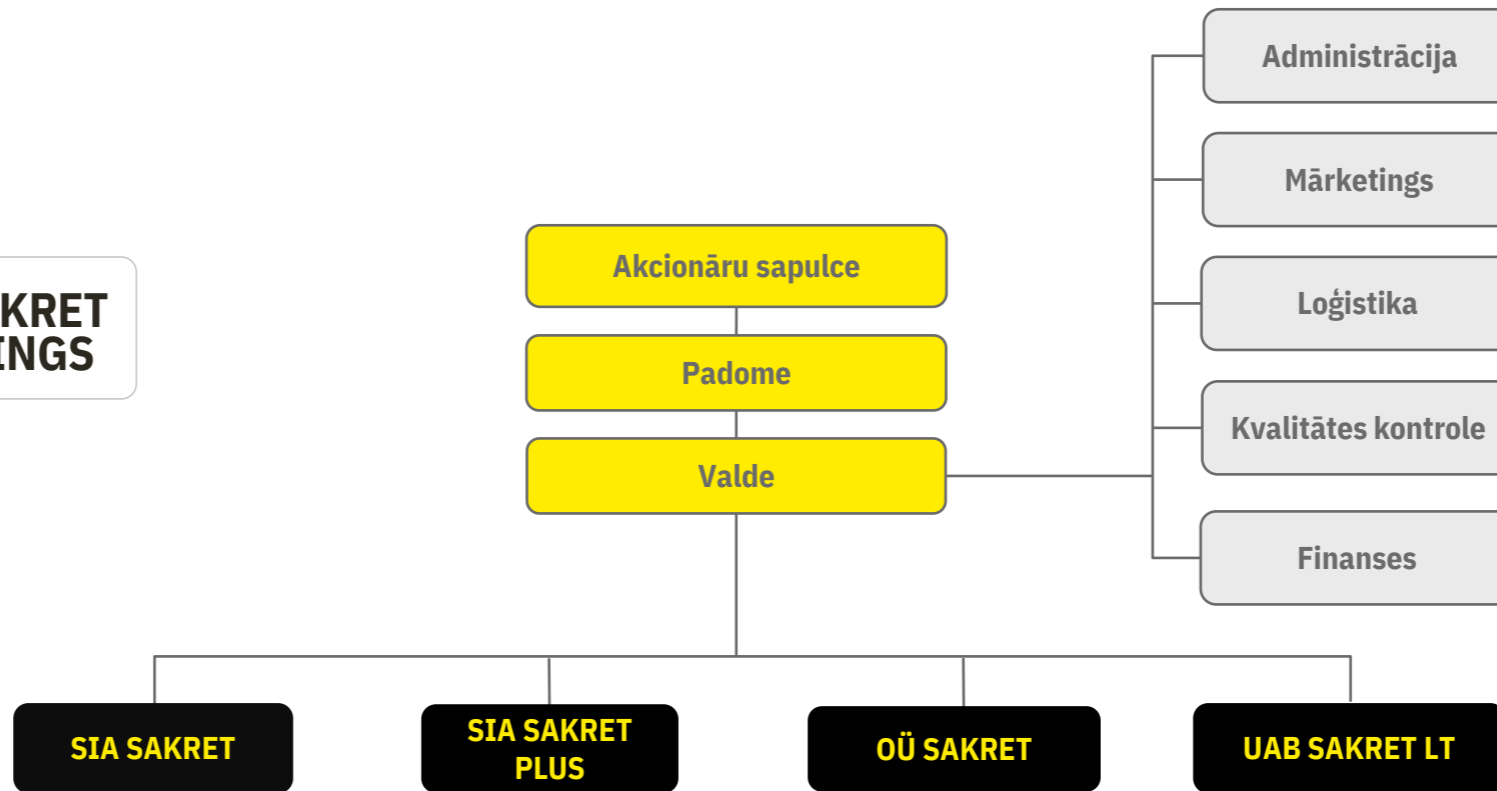 Administrācija
Mārketings
Akcionāru sapulce
Loģistika
KRET
INGS
Padome
Kvalitātes kontrole
Valde
Finanses
SIA SAKRET
SIA SAKRET
PLUS
OÜ SAKRET
UAB SAKRET LT